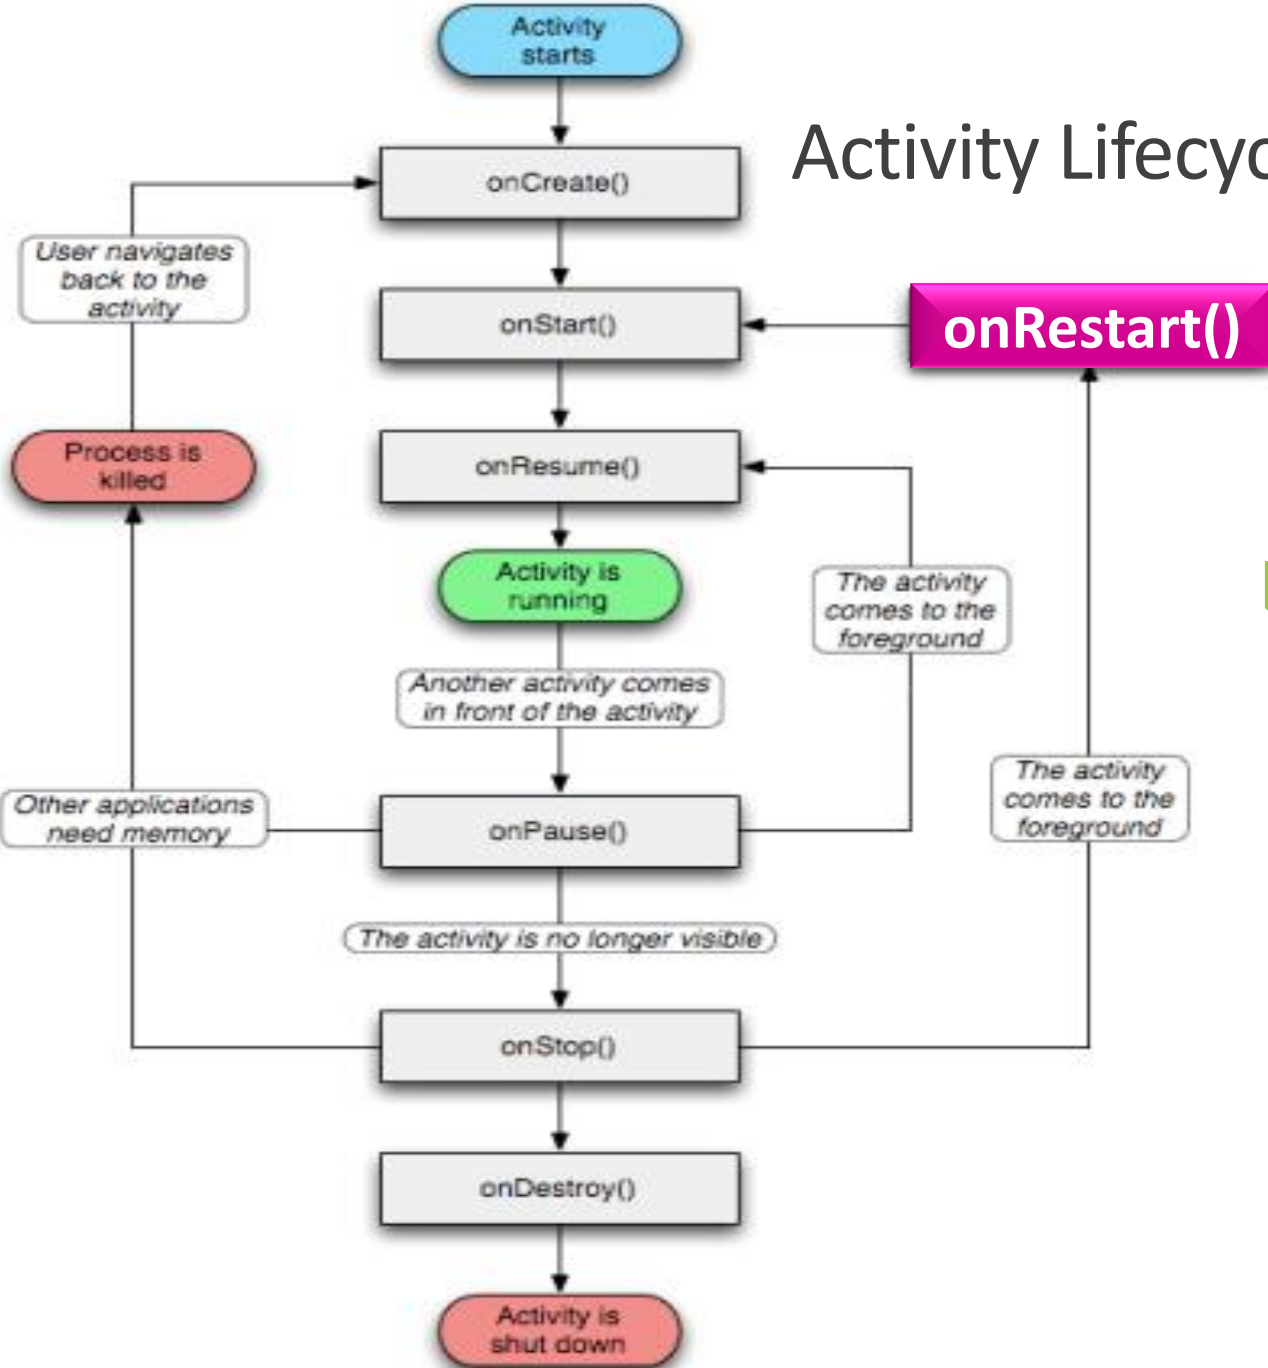 Activity
starts
Activity Lifecyc
onCreate()
User navigates
back to the
activity
onStart()
onRestart()
onResume()
Process is
killed
Activity is
running
The activity
comes to the
foreground
Another activity comes
in front of the activity
The activity
comes to the
foreground
Other applications
need memory
onPause()
The activity is no longer visible
onStop()
onDestroy()
Activity is
shut down